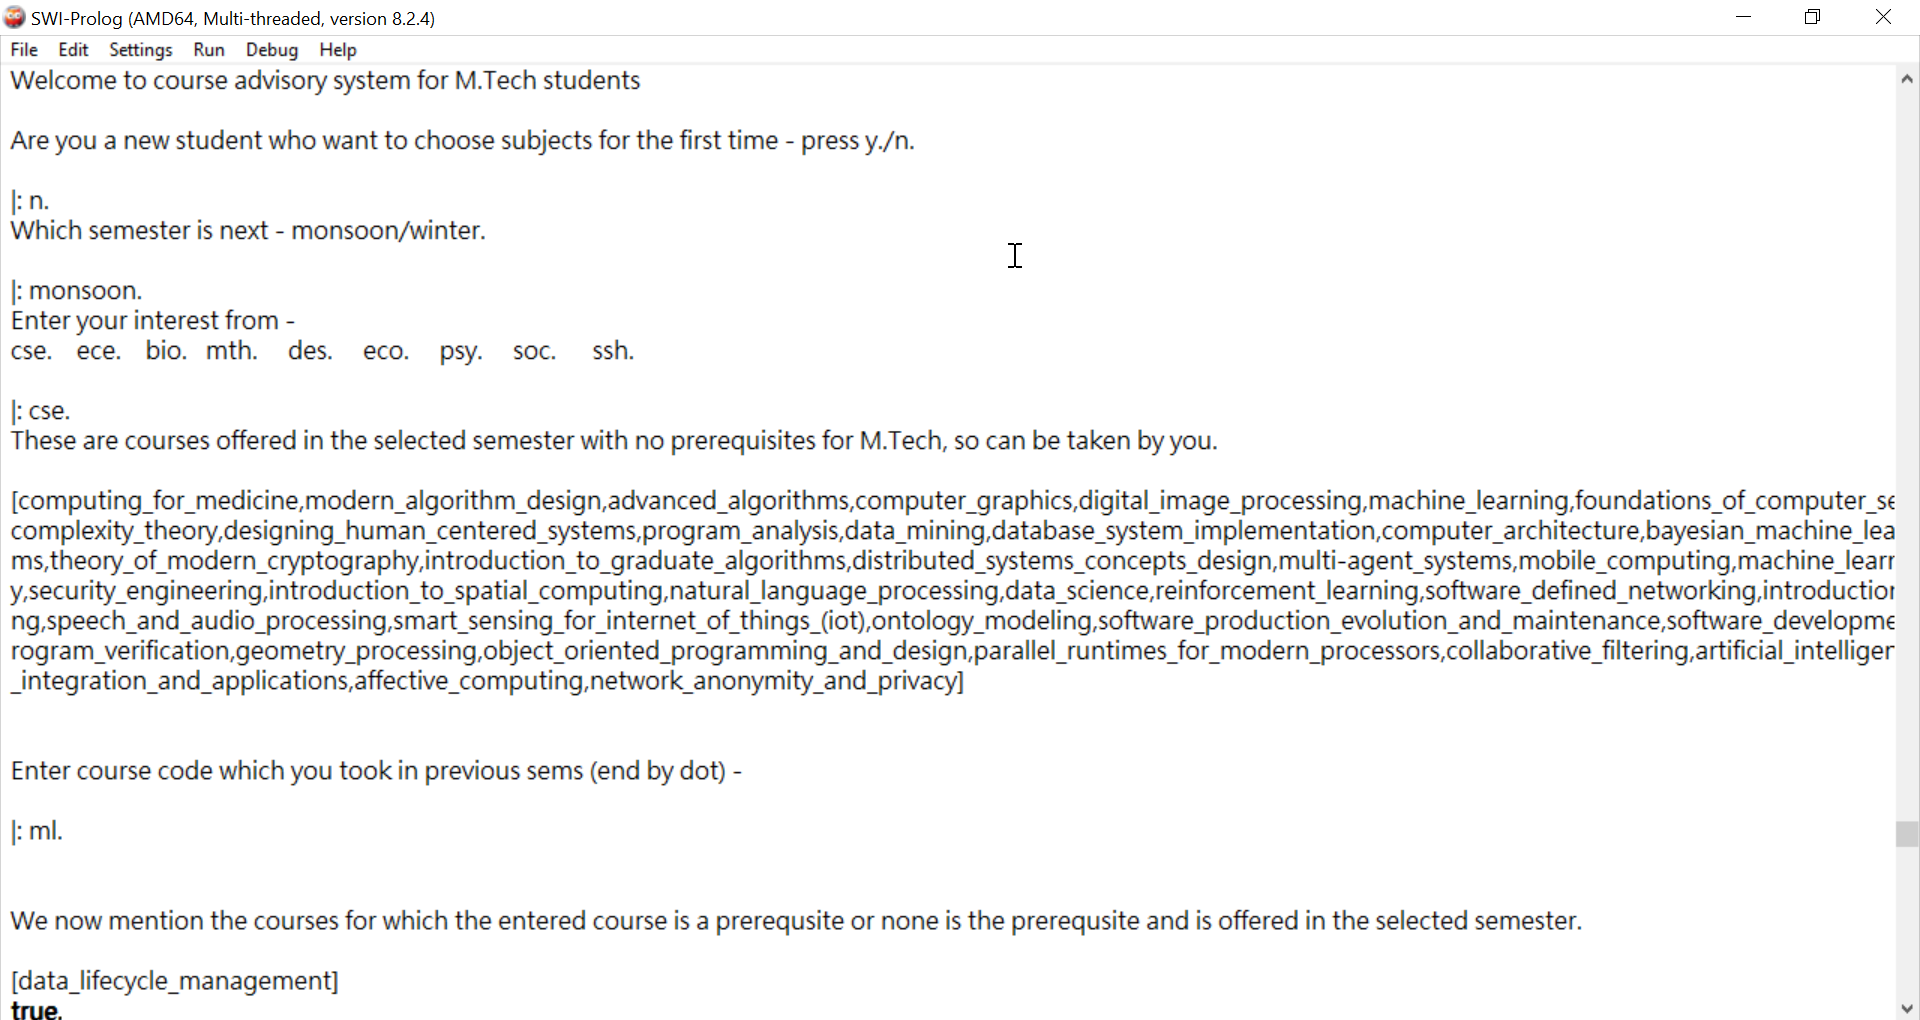 SWI-Prolog (AMD64, Multi-threaded, version 8.2.4)
File Edit Settings Run Debug Help
Welcome to course advisory system for M.Tech students
Are you a new student who want to choose subjects for the first time - press y./n.
|: n.
Which semester is next - monsoon/winter.
|: monsoon.
Enter your interest from -
cse. ece. bio. mth. des. eco. psy. soc. ssh.
|: cse.
These are courses offered in the selected semester with no prerequisites for M.Tech, so can be taken by you.
[computing_for_medicine,modern_algorithm_design,advanced_algorithms,computer_graphics,digital_image_processing,machine_learning,foundations_of_computer_se
complexity_theory,designing_human_centered_systems,program_analysis,data_mining,database_system_implementation,computer_architecture,bayesian_machine_lea
ms,theory_of_modern_cryptography,introduction_to_graduate_algorithms,distributed_systems_concepts_design,multi-agent_systems,mobile_computing,machine_learr
y,security_engineering,introduction_to_spatial_computing,natural_language_processing,data_science,reinforcement_learning,software_defined_networking,introduction
ng,speech_and_audio_processing,smart_sensing_for_internet_of_things_(iot),ontology_modeling,software_production_evolution_and_maintenance,software_developme
rogram_verification,geometry_processing,object_oriented_programming_and_design,parallel_runtimes_for_modern_processors,collaborative_filtering,artificial_intelliger
_integration_and_applications,affective_computing,network_anonymity_and_privacy]
Enter course code which you took in previous sems (end by dot) -
|: ml.
We now mention the courses for which the entered course is a prerequsite or none is the prerequsite and is offered in the selected semester.
[data_lifecycle_management]
true.